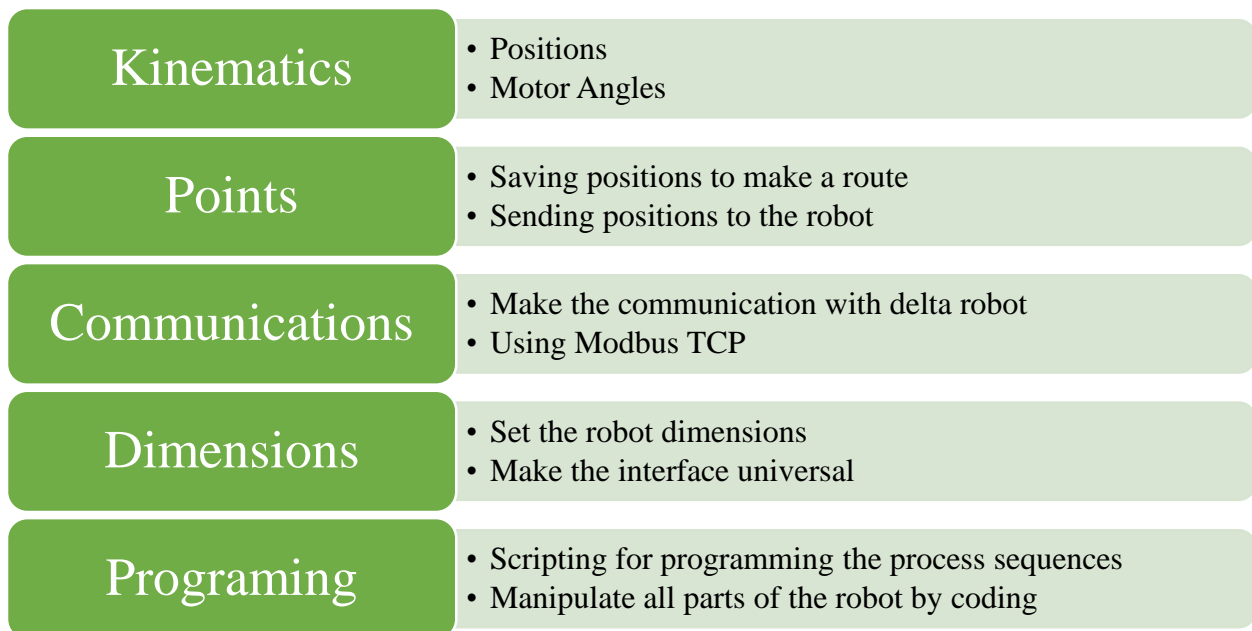 Kinematics
• Positions
• Motor Angles
Points
• Saving positions to make a route
• Sending positions to the robot
Communications
• Make the communication with delta robot
• Using Modbus TCP
Dimensions
• Set the robot dimensions
• Make the interface universal
Programing
• Scripting for programming the process sequences
• Manipulate all parts of the robot by coding